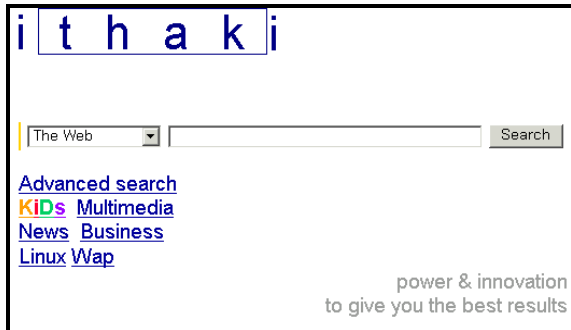 ithaki
The Web Search
Advanced search
KiDs Multimedia
News Business
Linux Wap
power & innovation
to give you the best results